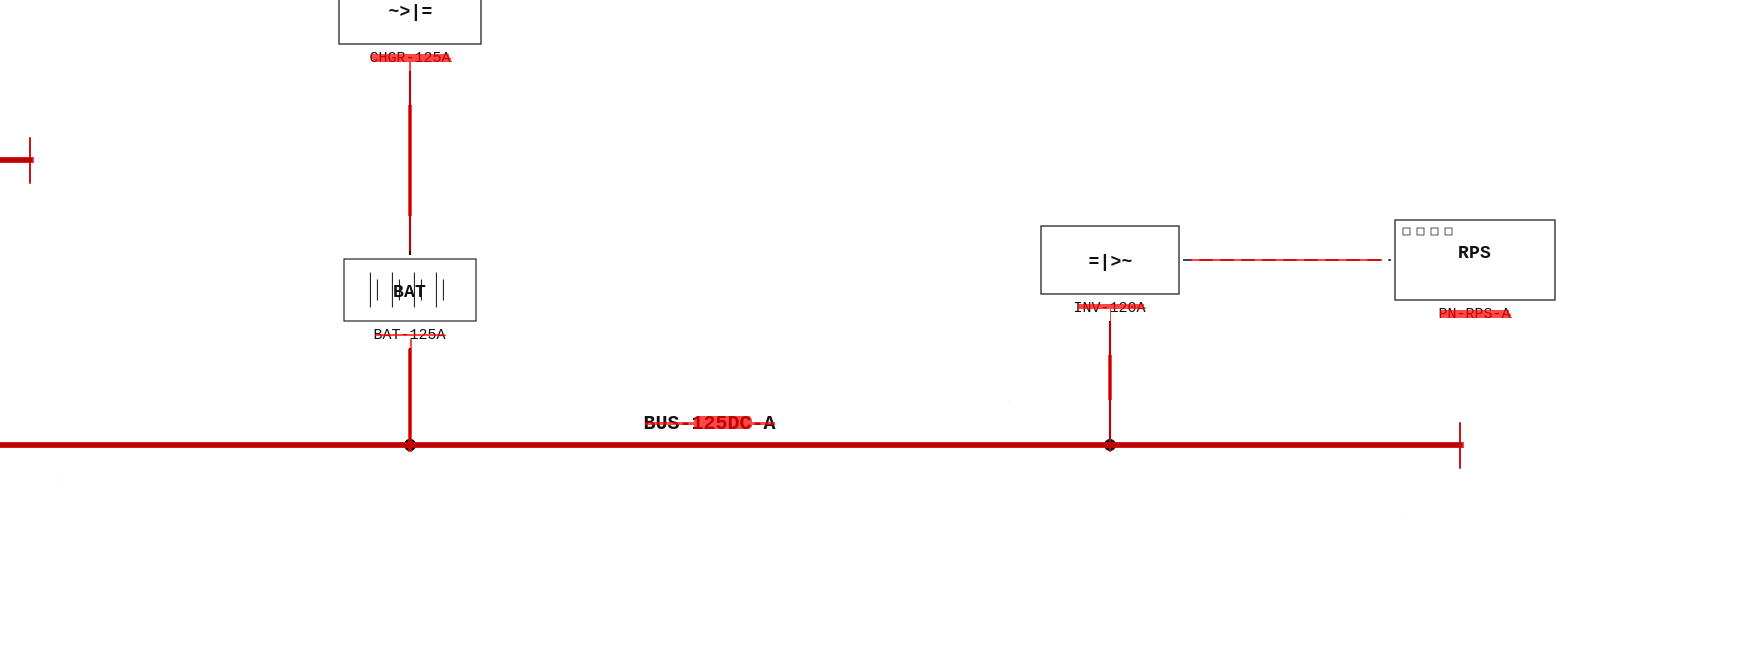 ~>|=
CHGR-125A
RPS
=|>~
BAT
INV-120A
PN-RPS-A
BAT-125A
BUS-125DC-A